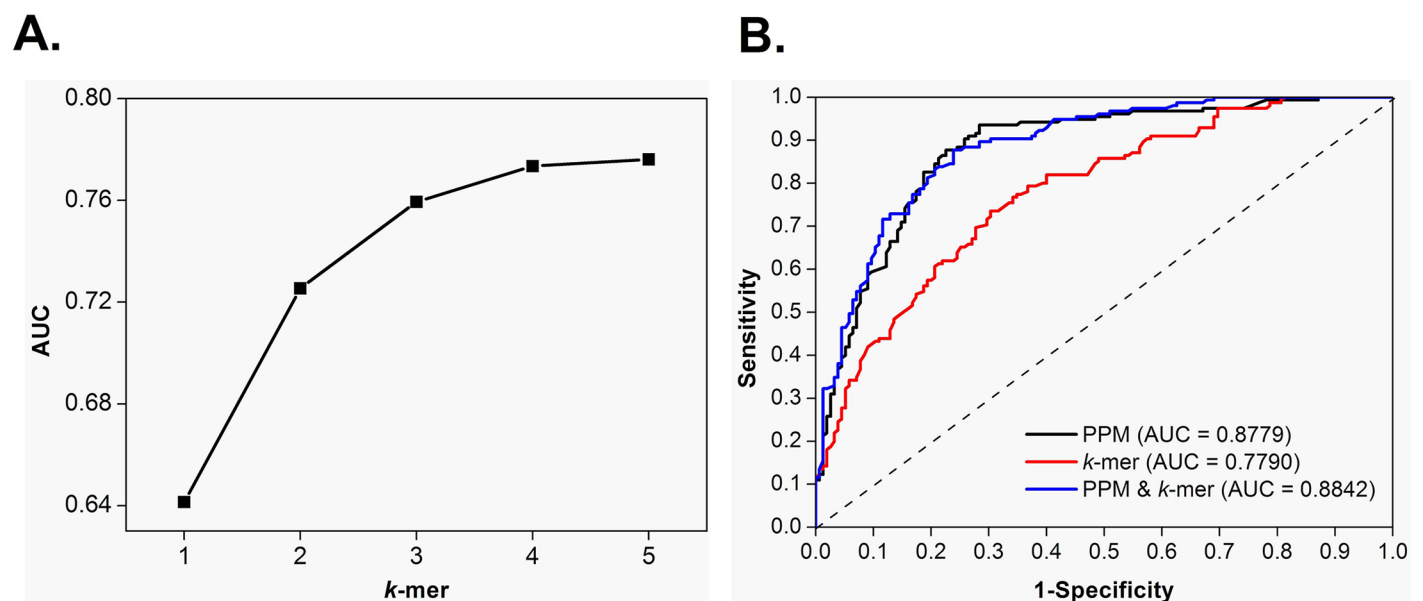 A.
0.80
0.76
0.72
0.68
0.64
AUC
1 2 3 4 5
k-mer
B.
1.0
0.9
0.8
0.7
0.6
0.5
0.4
0.3
0.2
0.1
0.0
Sensitivity
PPM (AUC = 0.8779)
k-mer (AUC = 0.7790)
PPM & k-mer (AUC = 0.8842)
0.0 0.1 0.2 0.3 0.4 0.5 0.6 0.7 0.8 0.9 1.0
1-Specificity